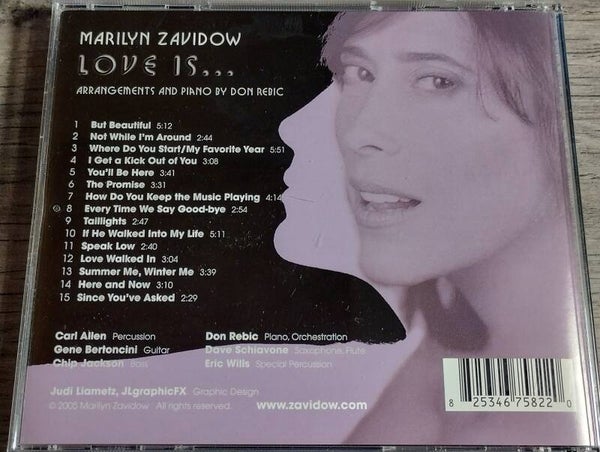 MARILYN ZAVIDOW
LOVE IS...
ARRANGEMENTS AND PIANO BY DON REBIC
1 But Beautiful 5:12
2 Not While I'm Around 2:44
3 Where Do You Start/My Favorite Year 5:51
4 I Get a Kick Out of You 3:08
5 You'll Be Here 3:41
6 The Promise 3:31
7 How Do You Keep the Music Playing 4:14
8 Every Time We Say Good-bye 2:54
9 Taillights 2:47
10 If He Walked Into My Life 5:11
11 Speak Low 2:40
12 Love Walked In 3:04
13 Summer Me, Winter Me 3:39
14 Here and Now 3:10
15 Since You've Asked 2:29
Carl Allen Percussion
Gene Bertoncini Guitar
Chip Jackson Bass
Don Rebic Piano, Orchestration
Dave Schiavone Saxophone, Flute
Eric Wills Special Percussion
Judi Liametz, JLgraphicFX Graphic Design
© 2005 Marilyn Zavidow All rights reserved.
www.zavidow.com
8 25346 75822 0